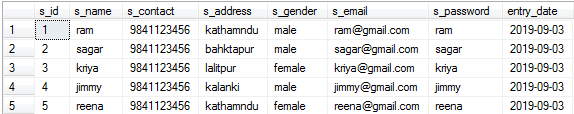 s_id s_name s_contact s_address s_gender s_email s_password entry_date
1 1 ram 9841123456 kathamndu male ram@gmail.com ram 2019-09-03
2 2 sagar 9841123456 bahktapur male sagar@gmail.com sagar 2019-09-03
3 3 kriya 9841123456 lalitpur female kriya@gmail.com kriya 2019-09-03
4 4 jimmy 9841123456 kalanki male jimmy@gmail.com jimmy 2019-09-03
5 5 reena 9841123456 kathamndu female reena@gmail.com reena 2019-09-03